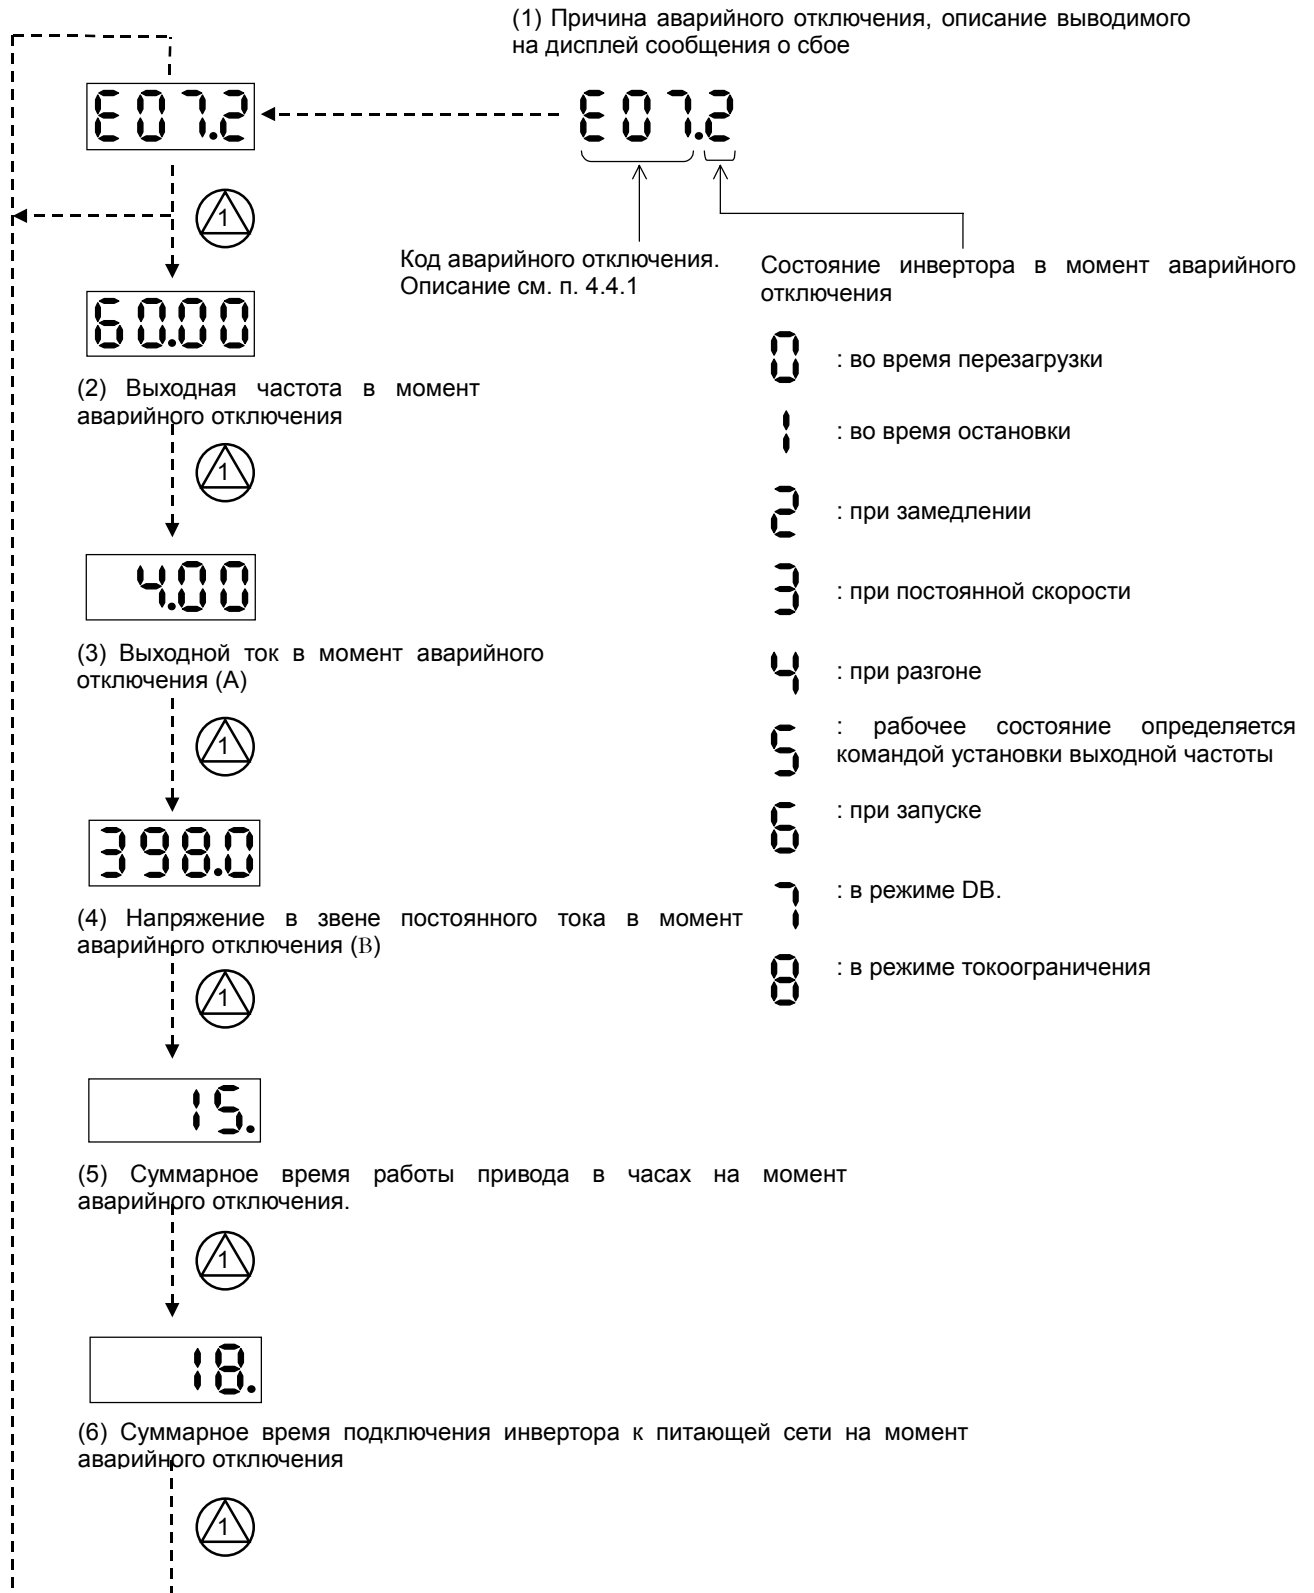 (1) Причина аварийного отключения, описание выводимого
на дисплей сообщения о сбое
E07.2
E07.2
1
Код аварийного отключения.
Описание см. п. 4.4.1
Состояние инвертора в момент аварийного
отключения
0 : во время перезагрузки
1 : во время остановки
2 : при замедлении
3 : при постоянной скорости
4 : при разгоне
5 : рабочее состояние определяется
командой установки выходной частоты
6 : при запуске
7 : в режиме DB.
8 : в режиме токоограничения
60.00
(2) Выходная частота в момент
аварийного отключения
1
4.00
(3) Выходной ток в момент аварийного
отключения (А)
1
398.0
(4) Напряжение в звене постоянного тока в момент
аварийного отключения (В)
1
15.
(5) Суммарное время работы привода в часах на момент
аварийного отключения.
1
18.
(6) Суммарное время подключения инвертора к питающей сети на момент
аварийного отключения
1